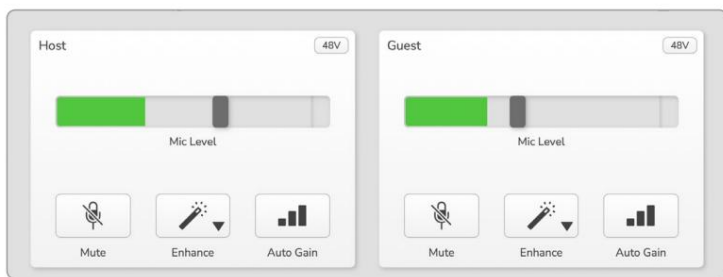 Host
48V
Mic Level
Mute
Enhance
Auto Gain
Guest
48V
Mic Level
Mute
Enhance
Auto Gain